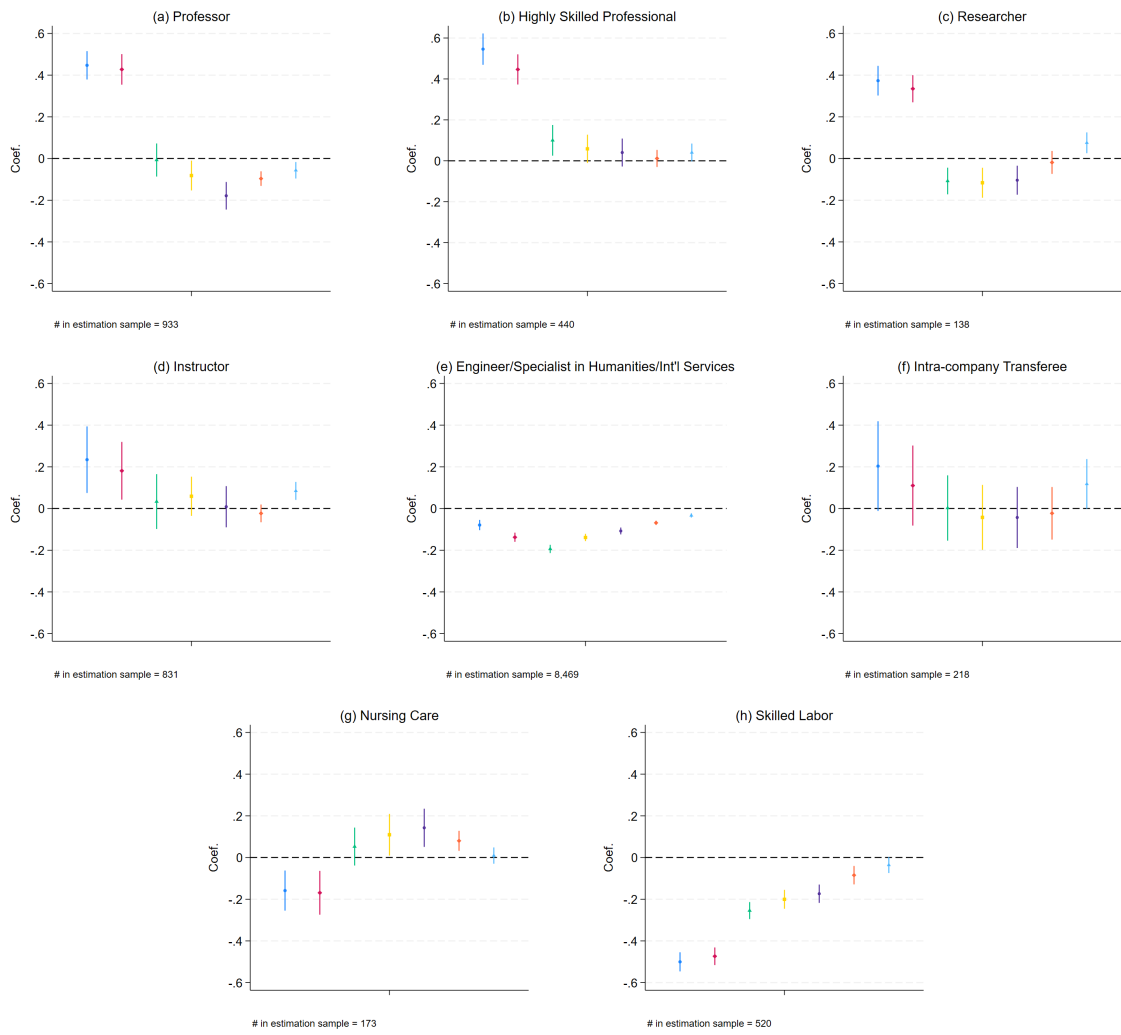 (a) Professor
.6
.4
.2
0
-.2
-.4
-.6
Coef.
# in estimation sample = 933
(b) Highly Skilled Professional
.6
.4
.2
0
-.2
-.4
-.6
Coef.
# in estimation sample = 440
(c) Researcher
.6
.4
.2
0
-.2
-.4
-.6
Coef.
# in estimation sample = 138
(d) Instructor
.6
.4
.2
0
-.2
-.4
-.6
Coef.
# in estimation sample = 831
(e) Engineer/Specialist in Humanities/Int'l Services
.6
.4
.2
0
-.2
-.4
-.6
Coef.
# in estimation sample = 8,469
(f) Intra-company Transferee
.6
.4
.2
0
-.2
-.4
-.6
Coef.
# in estimation sample = 218
(g) Nursing Care
.6
.4
.2
0
-.2
-.4
-.6
Coef.
# in estimation sample = 173
(h) Skilled Labor
.6
.4
.2
0
-.2
-.4
-.6
Coef.
# in estimation sample = 520